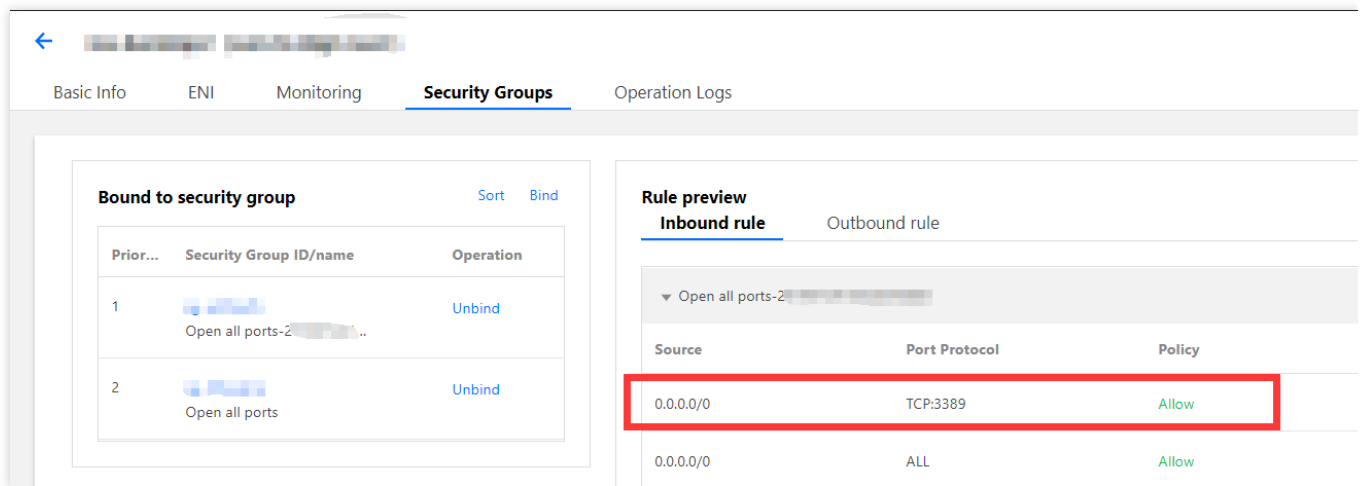 Basic Info ENI Monitoring Security Groups Operation Logs
Bound to security group Sort Bind
Prior... Security Group ID/name Operation
1 Unbind
Open all ports-2 ..
2 Unbind
Open all ports
Rule preview
Inbound rule Outbound rule
Open all ports-2
Source Port Protocol Policy
0.0.0.0/0 TCP:3389 Allow
0.0.0.0/0 ALL Allow